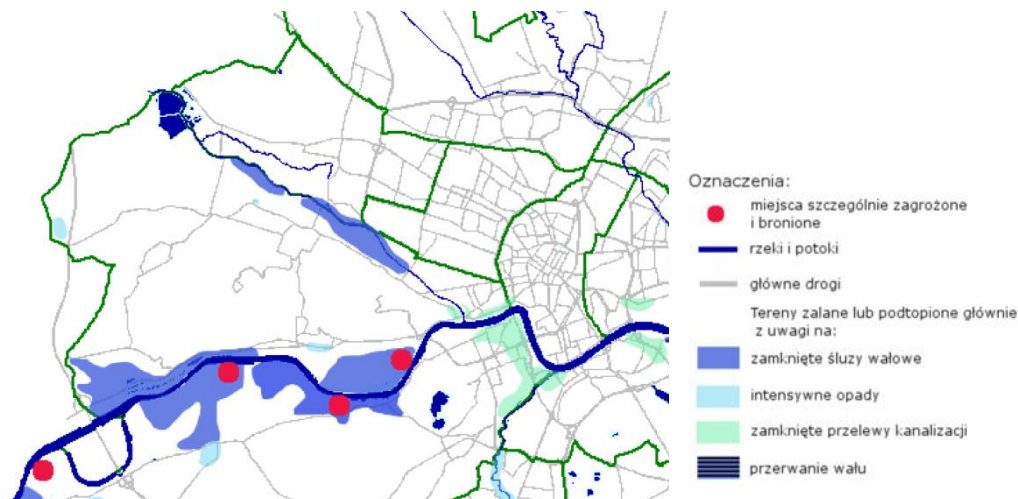 Oznaczenia:
miejsca szczególnie zagrożone
i bronione
rzeki i potoki
główne drogi
Tereny zalane lub podtopione głównie
z uwagi na:
zamknięte śluzy wałowe
intensywne opady
zamknięte przelewy kanalizacji
przerwanie wału